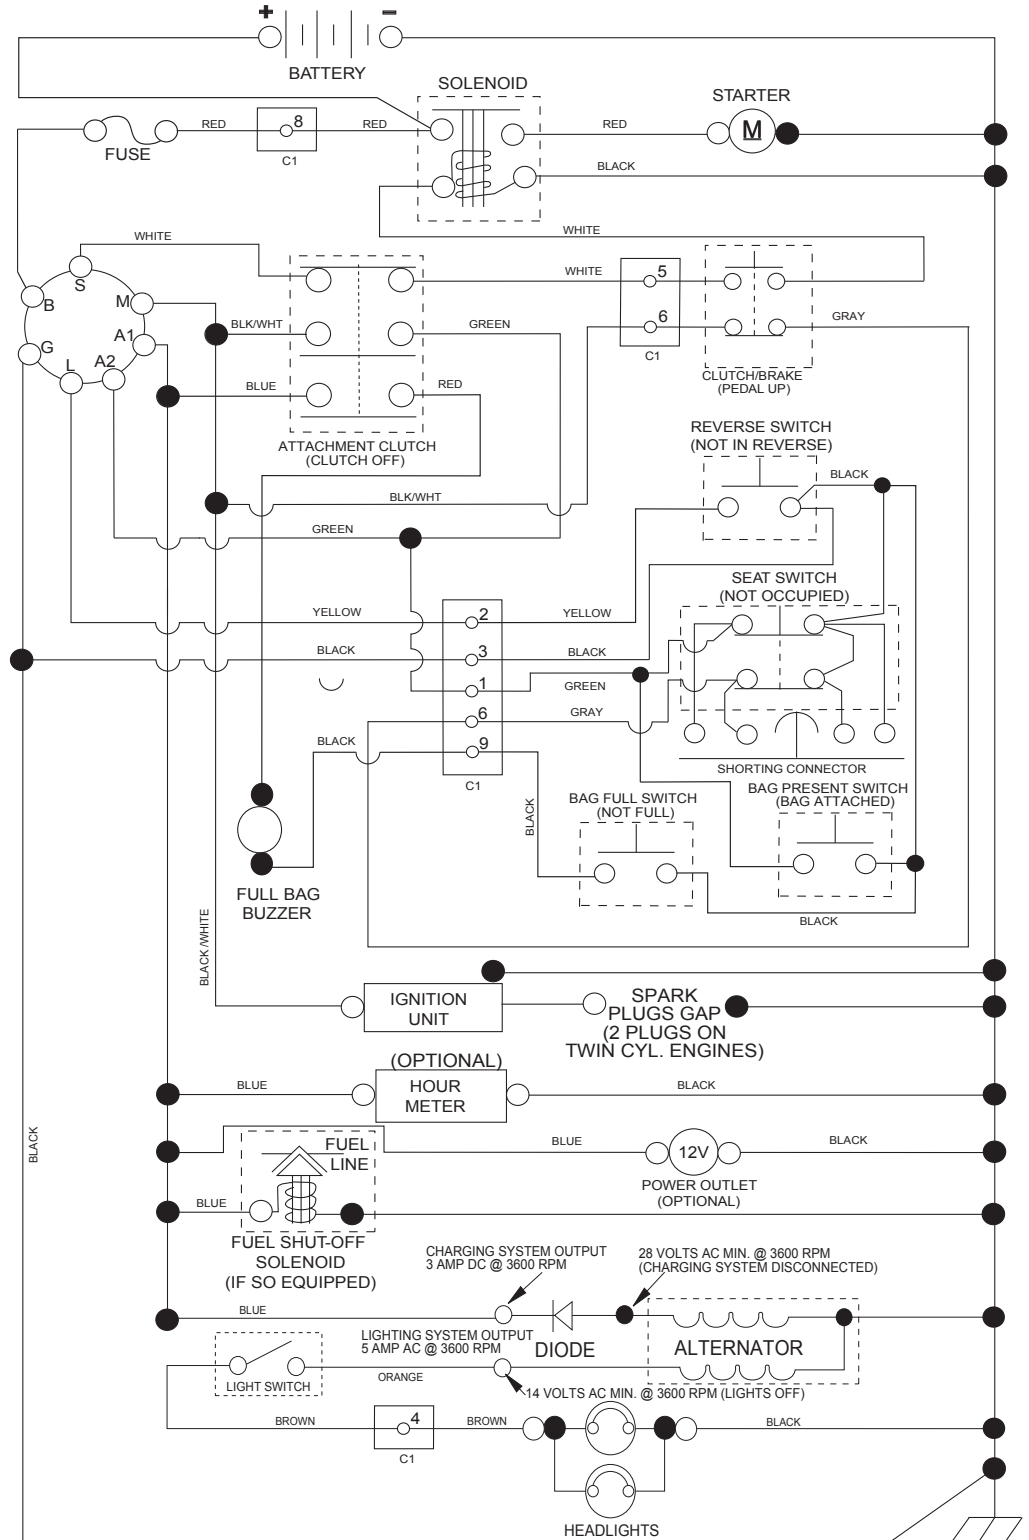 + -
BATTERY
SOLENOID
STARTER
RED
8
RED
RED
M
FUSE
C1
BLACK
WHITE
WHITE
WHITE
5
S
B
M
BLK/WHT
GREEN
6
GRAY
A1
G
L
A2
C1
BLUE
RED
CLUTCH/BRAKE
(PEDAL UP)
ATTACHMENT CLUTCH
(CLUTCH OFF)
REVERSE SWITCH
(NOT IN REVERSE)
BLACK
BLK/WHT
GREEN
SEAT SWITCH
(NOT OCCUPIED)
YELLOW
2
YELLOW
BLACK
3
BLACK
1
GREEN
6
GRAY
BLACK
9
C1
SHORTING CONNECTOR
BLACK
BAG FULL SWITCH
(NOT FULL)
BAG PRESENT SWITCH
(BAG ATTACHED)
FULL BAG
BUZZER
BLACK
BLACK/WHITE
IGNITION
UNIT
SPARK
PLUGS GAP
(2 PLUGS ON
TWIN CYL. ENGINES)
(OPTIONAL)
BLUE
HOUR
METER
BLACK
BLACK
FUEL
LINE
BLUE
12V
BLACK
POWER OUTLET
(OPTIONAL)
BLUE
FUEL SHUT-OFF
SOLENOID
(IF SO EQUIPPED)
CHARGING SYSTEM OUTPUT
3 AMP DC @ 3600 RPM
28 VOLTS AC MIN. @ 3600 RPM
(CHARGING SYSTEM DISCONNECTED)
BLUE
LIGHTING SYSTEM OUTPUT
5 AMP AC @ 3600 RPM
DIODE
ALTERNATOR
LIGHT SWITCH
ORANGE
14 VOLTS AC MIN. @ 3600 RPM (LIGHTS OFF)
BROWN
4
BROWN
BLACK
C1
HEADLIGHTS